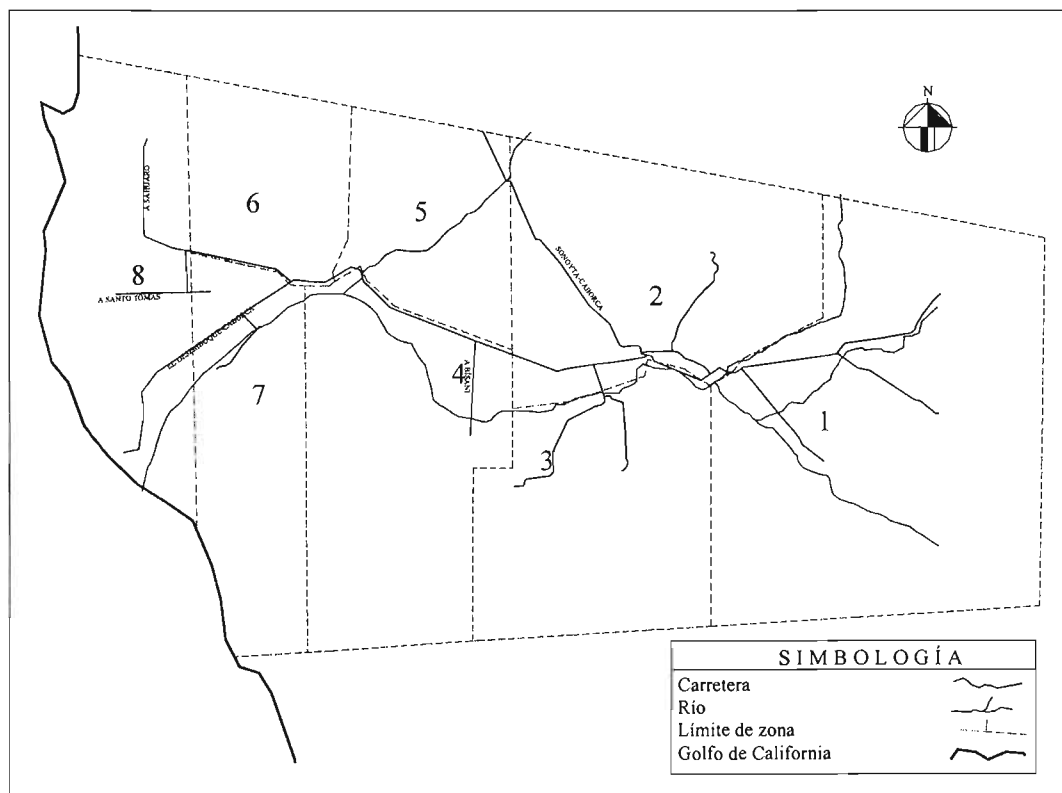 N
6
5
2
8
7
4
3
1
SONOYTA-CABORCA
A SANTO TOMAS
EL DESEMBOQUE-CABORCA
A BISANI
SIMBOLOGÍA
Carretera
Río
Límite de zona
Golfo de California